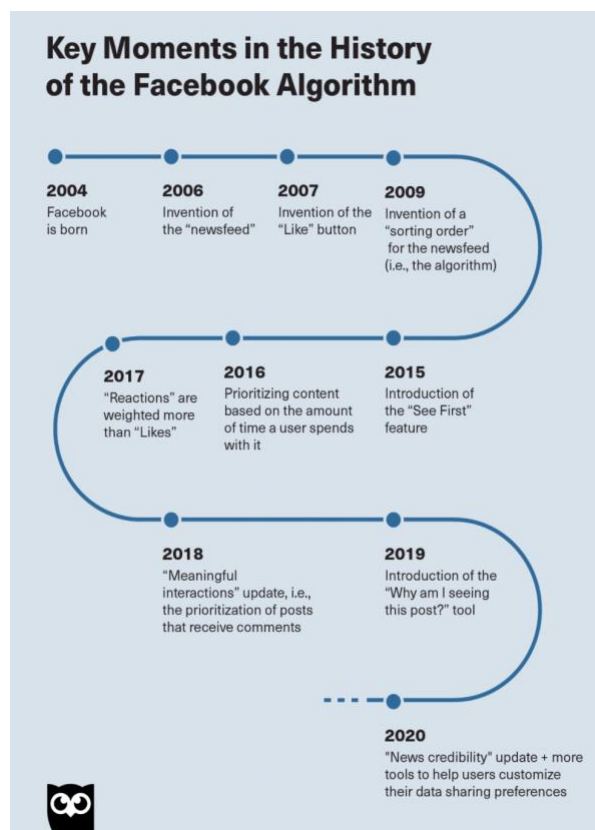 Key Moments in the History
of the Facebook Algorithm
2004
Facebook
is born
2006
Invention of
the “newsfeed”
2007
Invention of the
“Like” button
2009
Invention of a
“sorting order”
for the newsfeed
(i.e., the algorithm)
2015
Introduction of
the “See First”
feature
2016
Prioritizing content
based on the amount
of time a user spends
with it
2017
“Reactions” are
weighted more
than “Likes”
2018
“Meaningful
interactions” update, i.e.,
the prioritization of posts
that receive comments
2019
Introduction of the
“Why am I seeing
this post?” tool
2020
"News credibility" update + more
tools to help users customize
their data sharing preferences